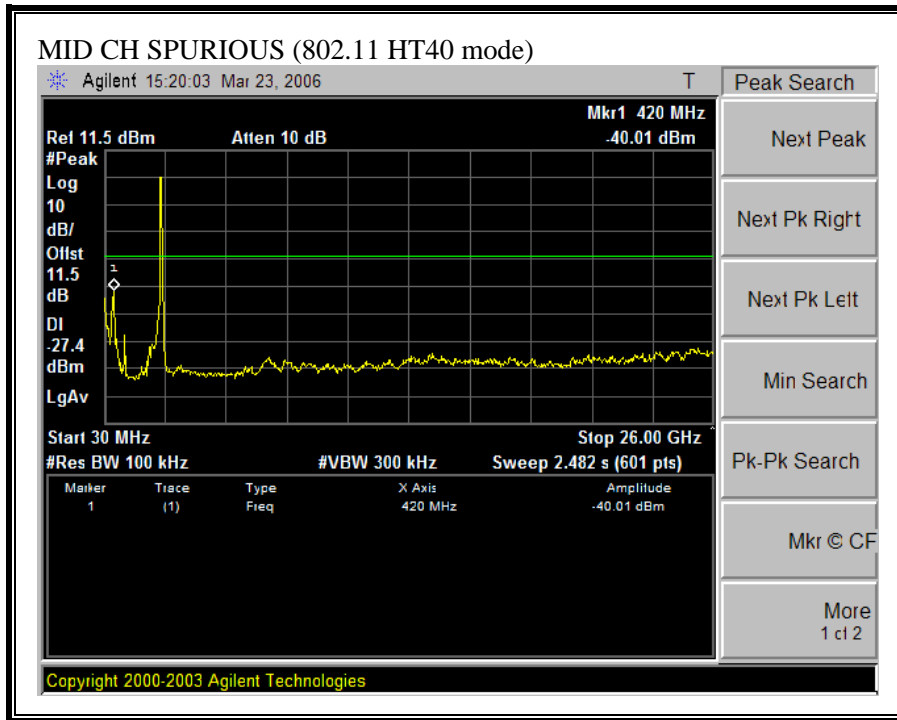 MID CH SPURIOUS (802.11 HT40 mode)
Agilent 15:20:03 Mar 23, 2006 T
Peak Search
Mkr1 420 MHz
Ref 11.5 dBm Atten 10 dB -40.01 dBm
#Peak
Log
10
dB/
Offst
11.5
dB
DI
-27.4
dBm
LgAv
1
Start 30 MHz Stop 26.00 GHz
#Res BW 100 kHz #VBW 300 kHz Sweep 2.482 s (601 pts)
Marker Trace Type X Axis Amplitude
1 (1) Freq 420 MHz -40.01 dBm
Next Peak
Next Pk Right
Next Pk Left
Min Search
Pk-Pk Search
Mkr © CF
More
1 of 2
Copyright 2000-2003 Agilent Technologies